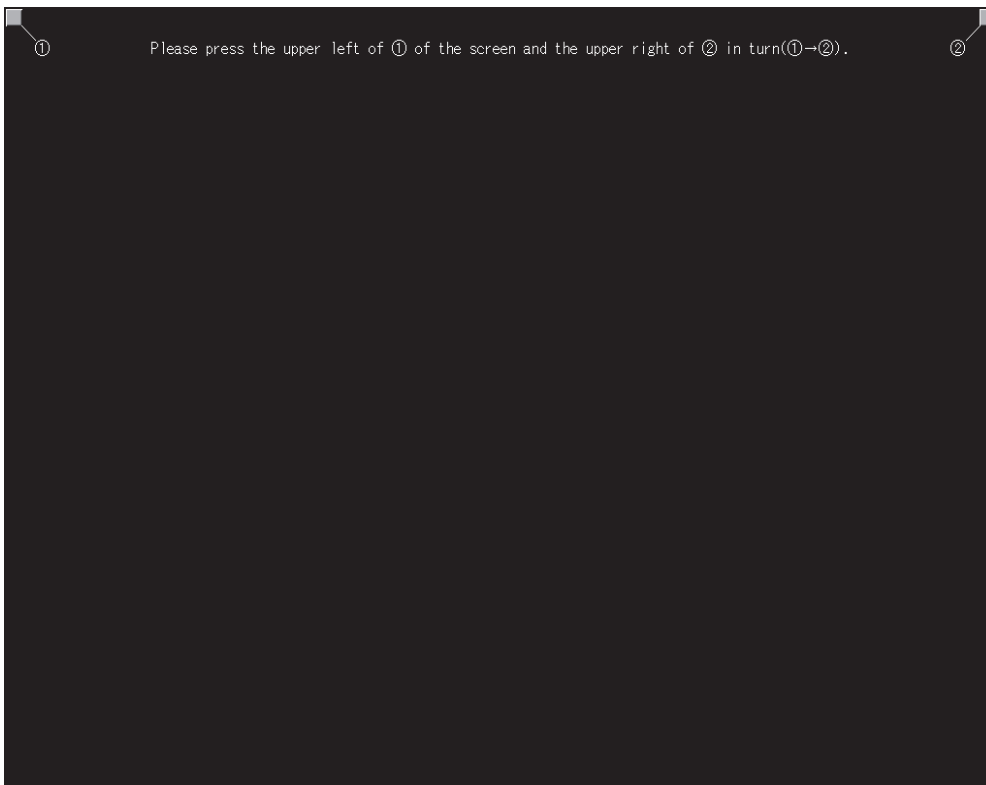 ① Please press the upper left of ① of the screen and the upper right of ② in turn(①→②). ②